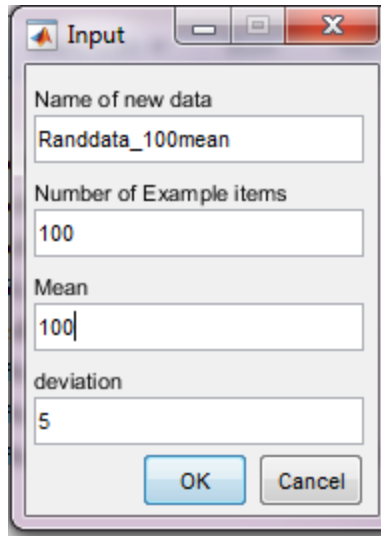 Input
Name of new data
Randdata_100mean
Number of Example items
100
Mean
100
deviation
5
OK Cancel